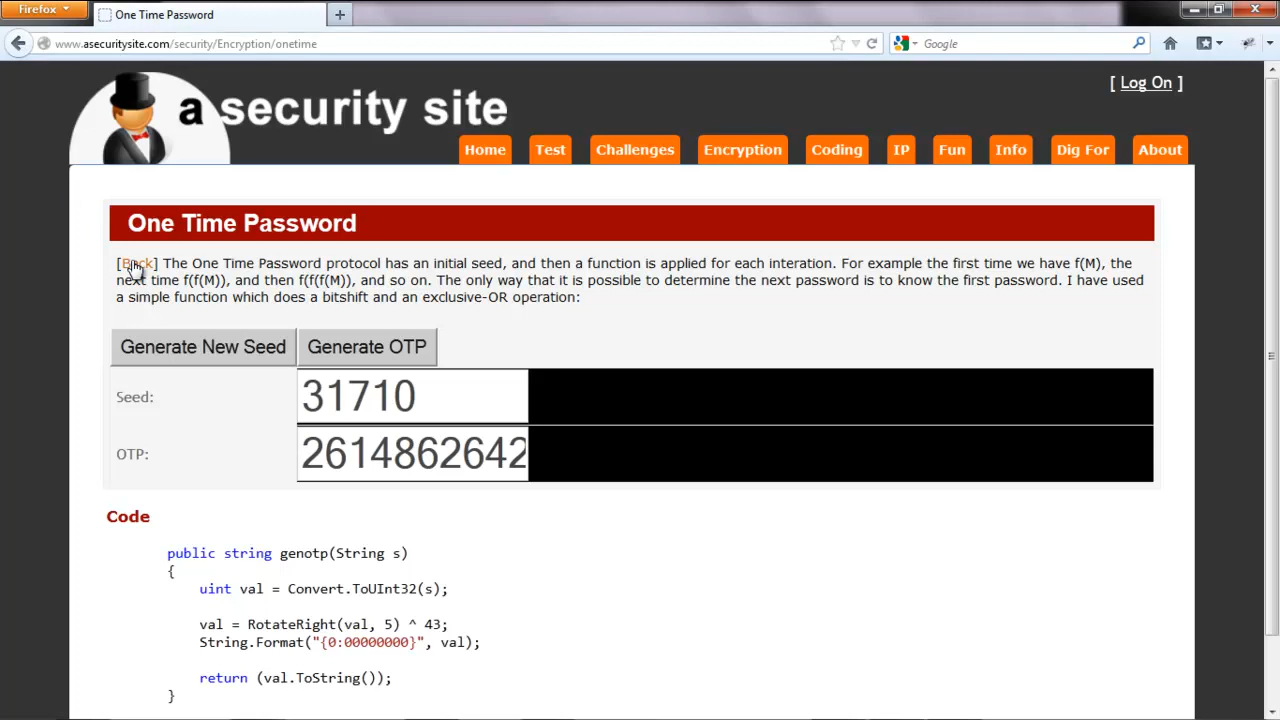 Firefox
One Time Password
www.asecuritysite.com/security/Encryption/onetime
Google
[ Log On ]
a security site
Home Test Challenges Encryption Coding IP Fun Info Dig For About
One Time Password
[Back] The One Time Password protocol has an initial seed, and then a function is applied for each interation. For example the first time we have f(M), the
next time f(f(M)), and then f(f(f(M)), and so on. The only way that it is possible to determine the next password is to know the first password. I have used
a simple function which does a bitshift and an exclusive-OR operation:
Generate New Seed Generate OTP
Seed: 31710
OTP: 2614862642
Code
public string genotp(String s)
{
uint val = Convert.ToUInt32(s);
val = RotateRight(val, 5) ^ 43;
String.Format("{0:00000000}", val);
return (val.ToString());
}